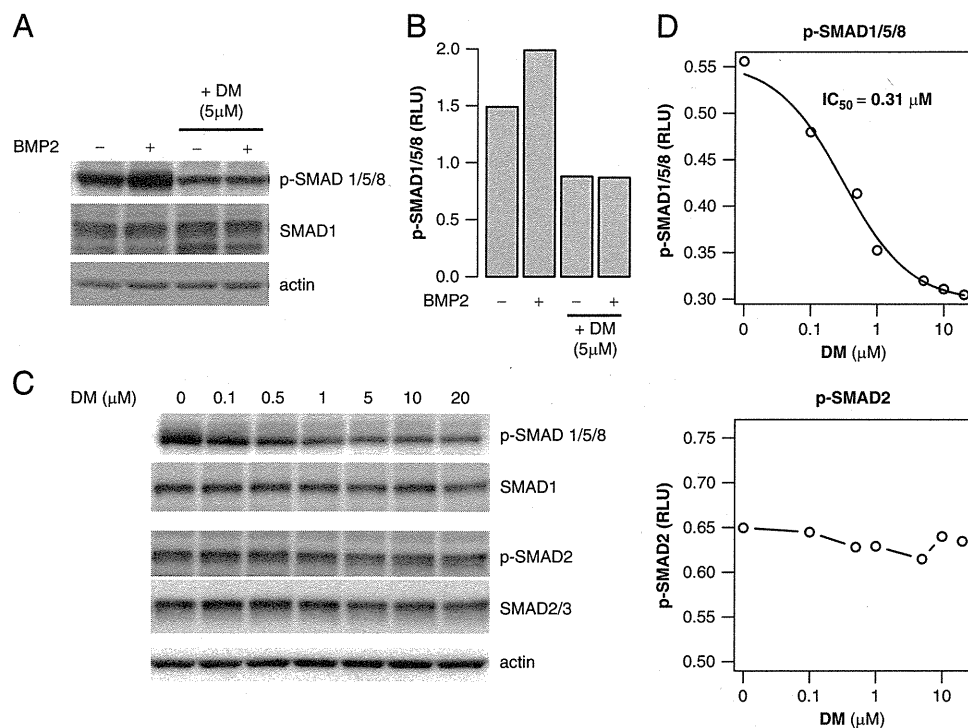 A
+ DM
(5μM)
BMP2 − + − +
p-SMAD 1/5/8
SMAD1
actin
B
p-SMAD1/5/8 (RLU)
2.0
1.5
1.0
0.5
0.0
BMP2 − + − +
+ DM
(5μM)
C
DM (μM) 0 0.1 0.5 1 5 10 20
p-SMAD 1/5/8
SMAD1
p-SMAD2
SMAD2/3
actin
D
p-SMAD1/5/8
p-SMAD1/5/8 (RLU)
0.55
0.50
0.45
0.40
0.35
0.30
IC50 = 0.31 μM
0 0.1 1 10
DM (μM)
p-SMAD2
p-SMAD2 (RLU)
0.75
0.70
0.65
0.60
0.55
0.50
0 0.1 1 10
DM (μM)